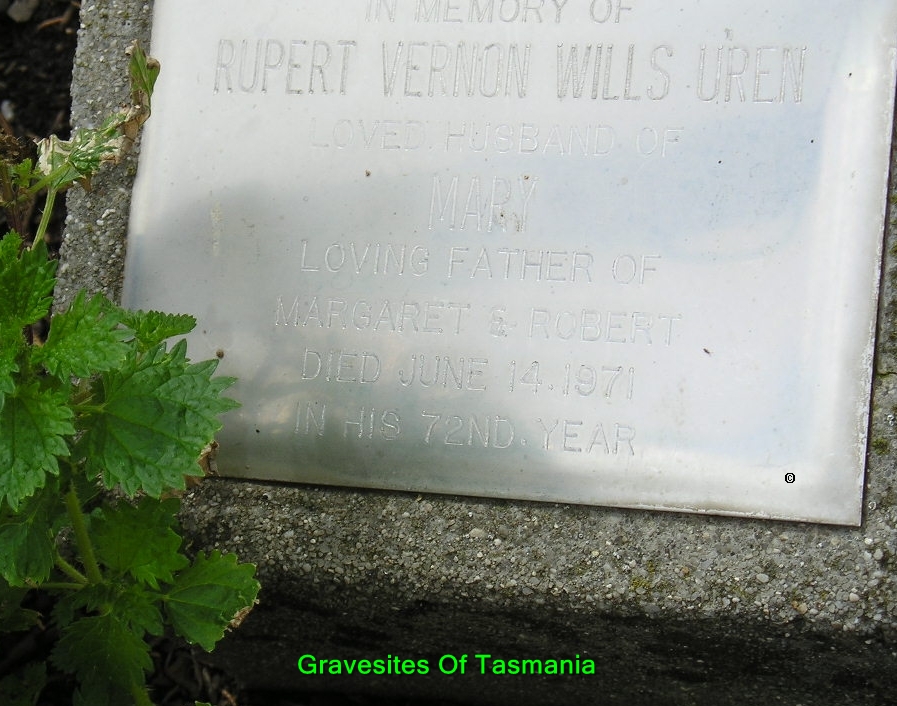 IN MEMORY OF
RUPERT VERNON WILLS UREN
LOVED HUSBAND OF
MARY
LOVING FATHER OF
MARGARET & ROBERT
DIED JUNE 14.1971
IN HIS 72ND. YEAR
©
Gravesites Of Tasmania